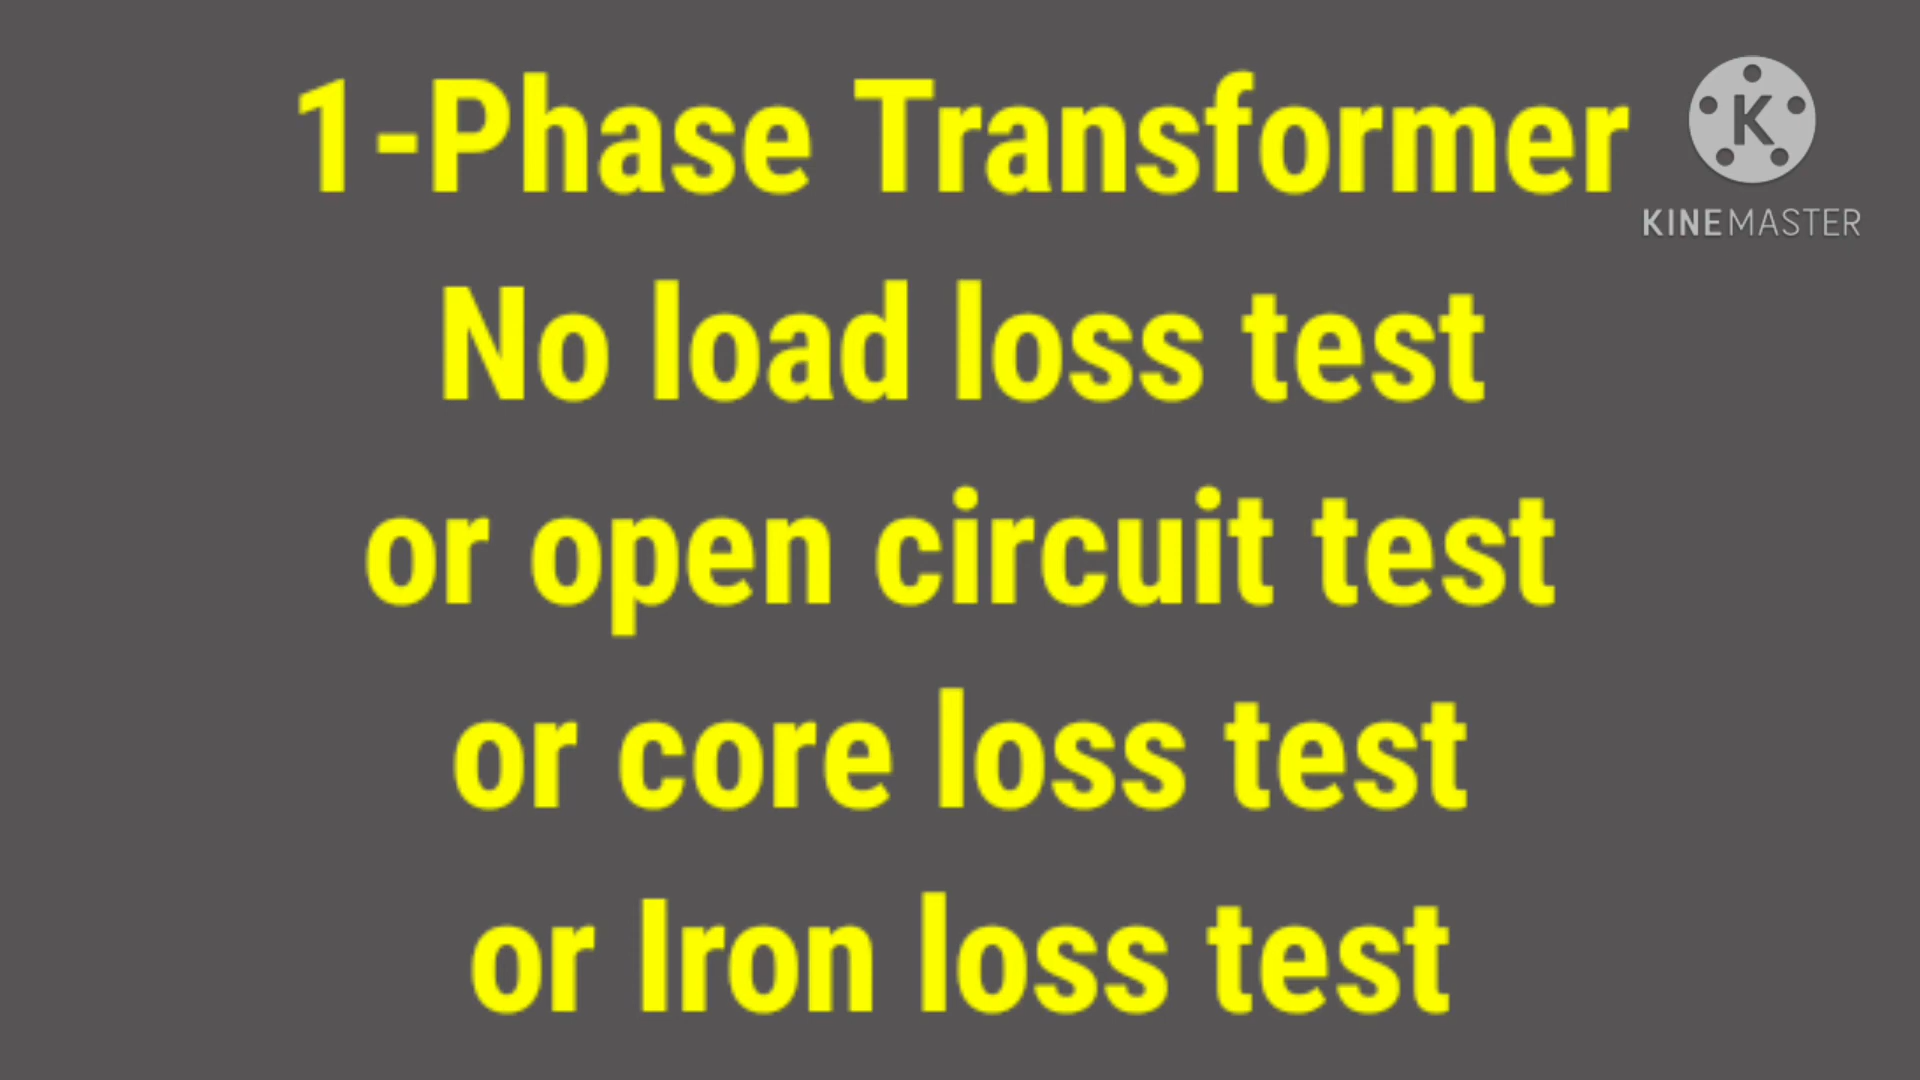 1-Phase Transformer
K
KINEMASTER
No load loss test
or open circuit test
or core loss test
or Iron loss test